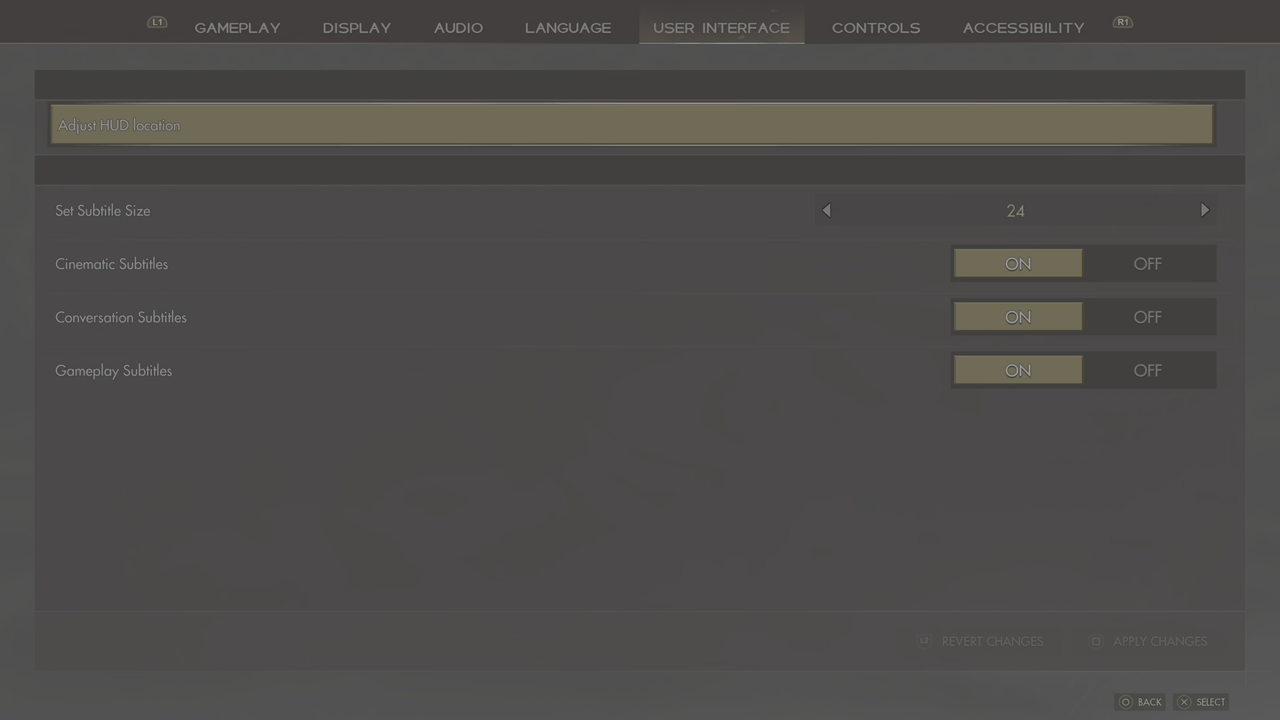 L1 GAMEPLAY DISPLAY AUDIO LANGUAGE USER INTERFACE CONTROLS ACCESSIBILITY R1
Adjust HUD location
Set Subtitle Size 24
Cinematic Subtitles ON OFF
Conversation Subtitles ON OFF
Gameplay Subtitles ON OFF
L2 REVERT CHANGES APPLY CHANGES
BACK SELECT